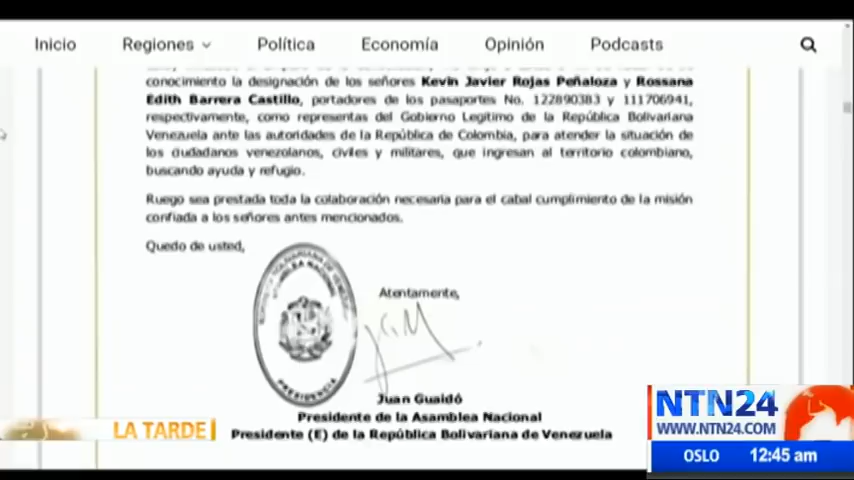 Inicio Regiones Política Economía Opinión Podcasts
conocimiento la designación de los señores Kevin Javier Rojas Peñaloza y Rossana
Edith Barrera Castillo, portadores de los pasaportes No. 122890383 y 111706941,
respectivamente, como represantas del Gobierno Legítimo de la República Bolivariana
Venezuela ante las autoridades de la República de Colombia, para atender la situación de
los ciudadanos venezolanos, civiles y militares, que ingresan al territorio colombiano,
buscando ayuda y refugio.
Ruego sea prestada toda la colaboración necesaria para el cabal cumplimiento de la misión
confiada a los señores antes mencionados.
Quedo de usted,
ASAMBLEA NACIONAL
PRESIDENCIA
Atentamente,
Juan Guaidó
Presidente de la Asamblea Nacional
Presidente (E) de la República Bolivariana de Venezuela
LA TARDE
NTN24
WWW.NTN24.COM
OSLO 12:45 am